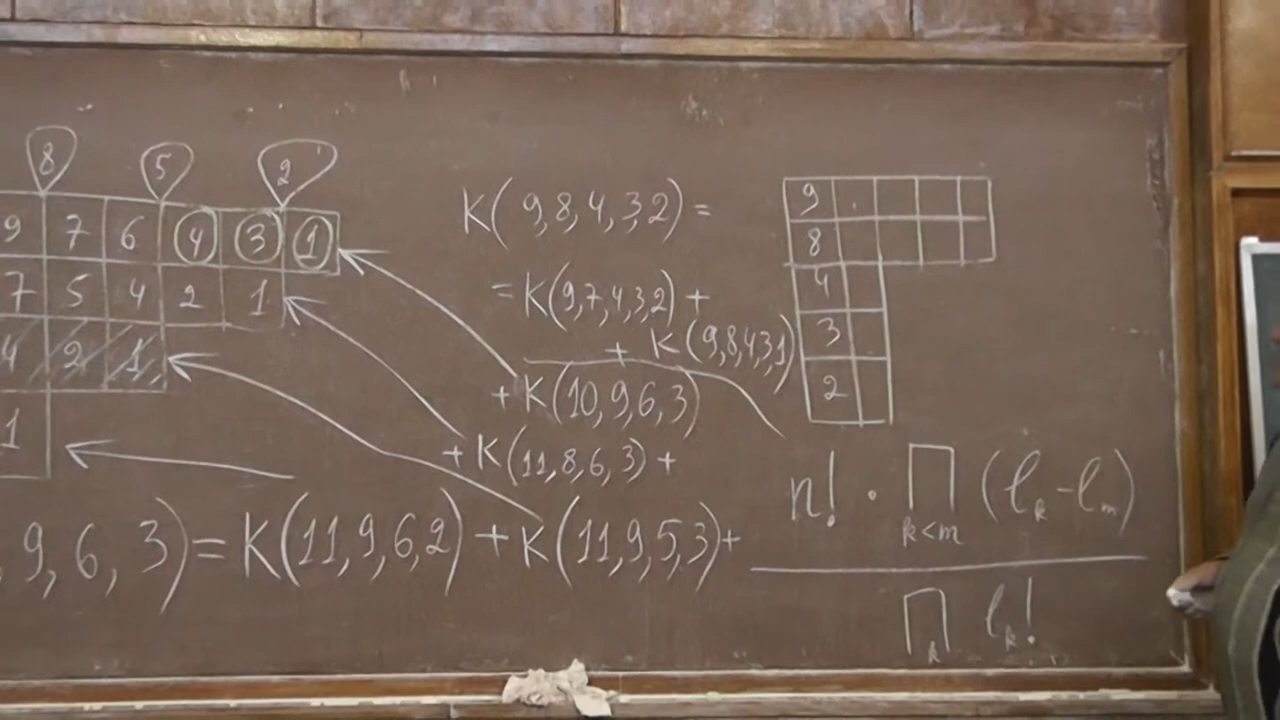 8 5 2
9 7 6 4 3 1
7 5 4 2 1
4 2 1
1
K(9,8,4,3,2) =
= K(9,7,4,3,2) +
+ K(9,8,4,3,1)
+ K(10,9,6,3)
+ K(11,8,6,3) +
, 9, 6, 3) = K(11,9,6,2) + K(11,9,5,3) +
9
8
4
3
2
n! · ∏ (ℓ_k - ℓ_m)
k<m
∏ ℓ_k!
k